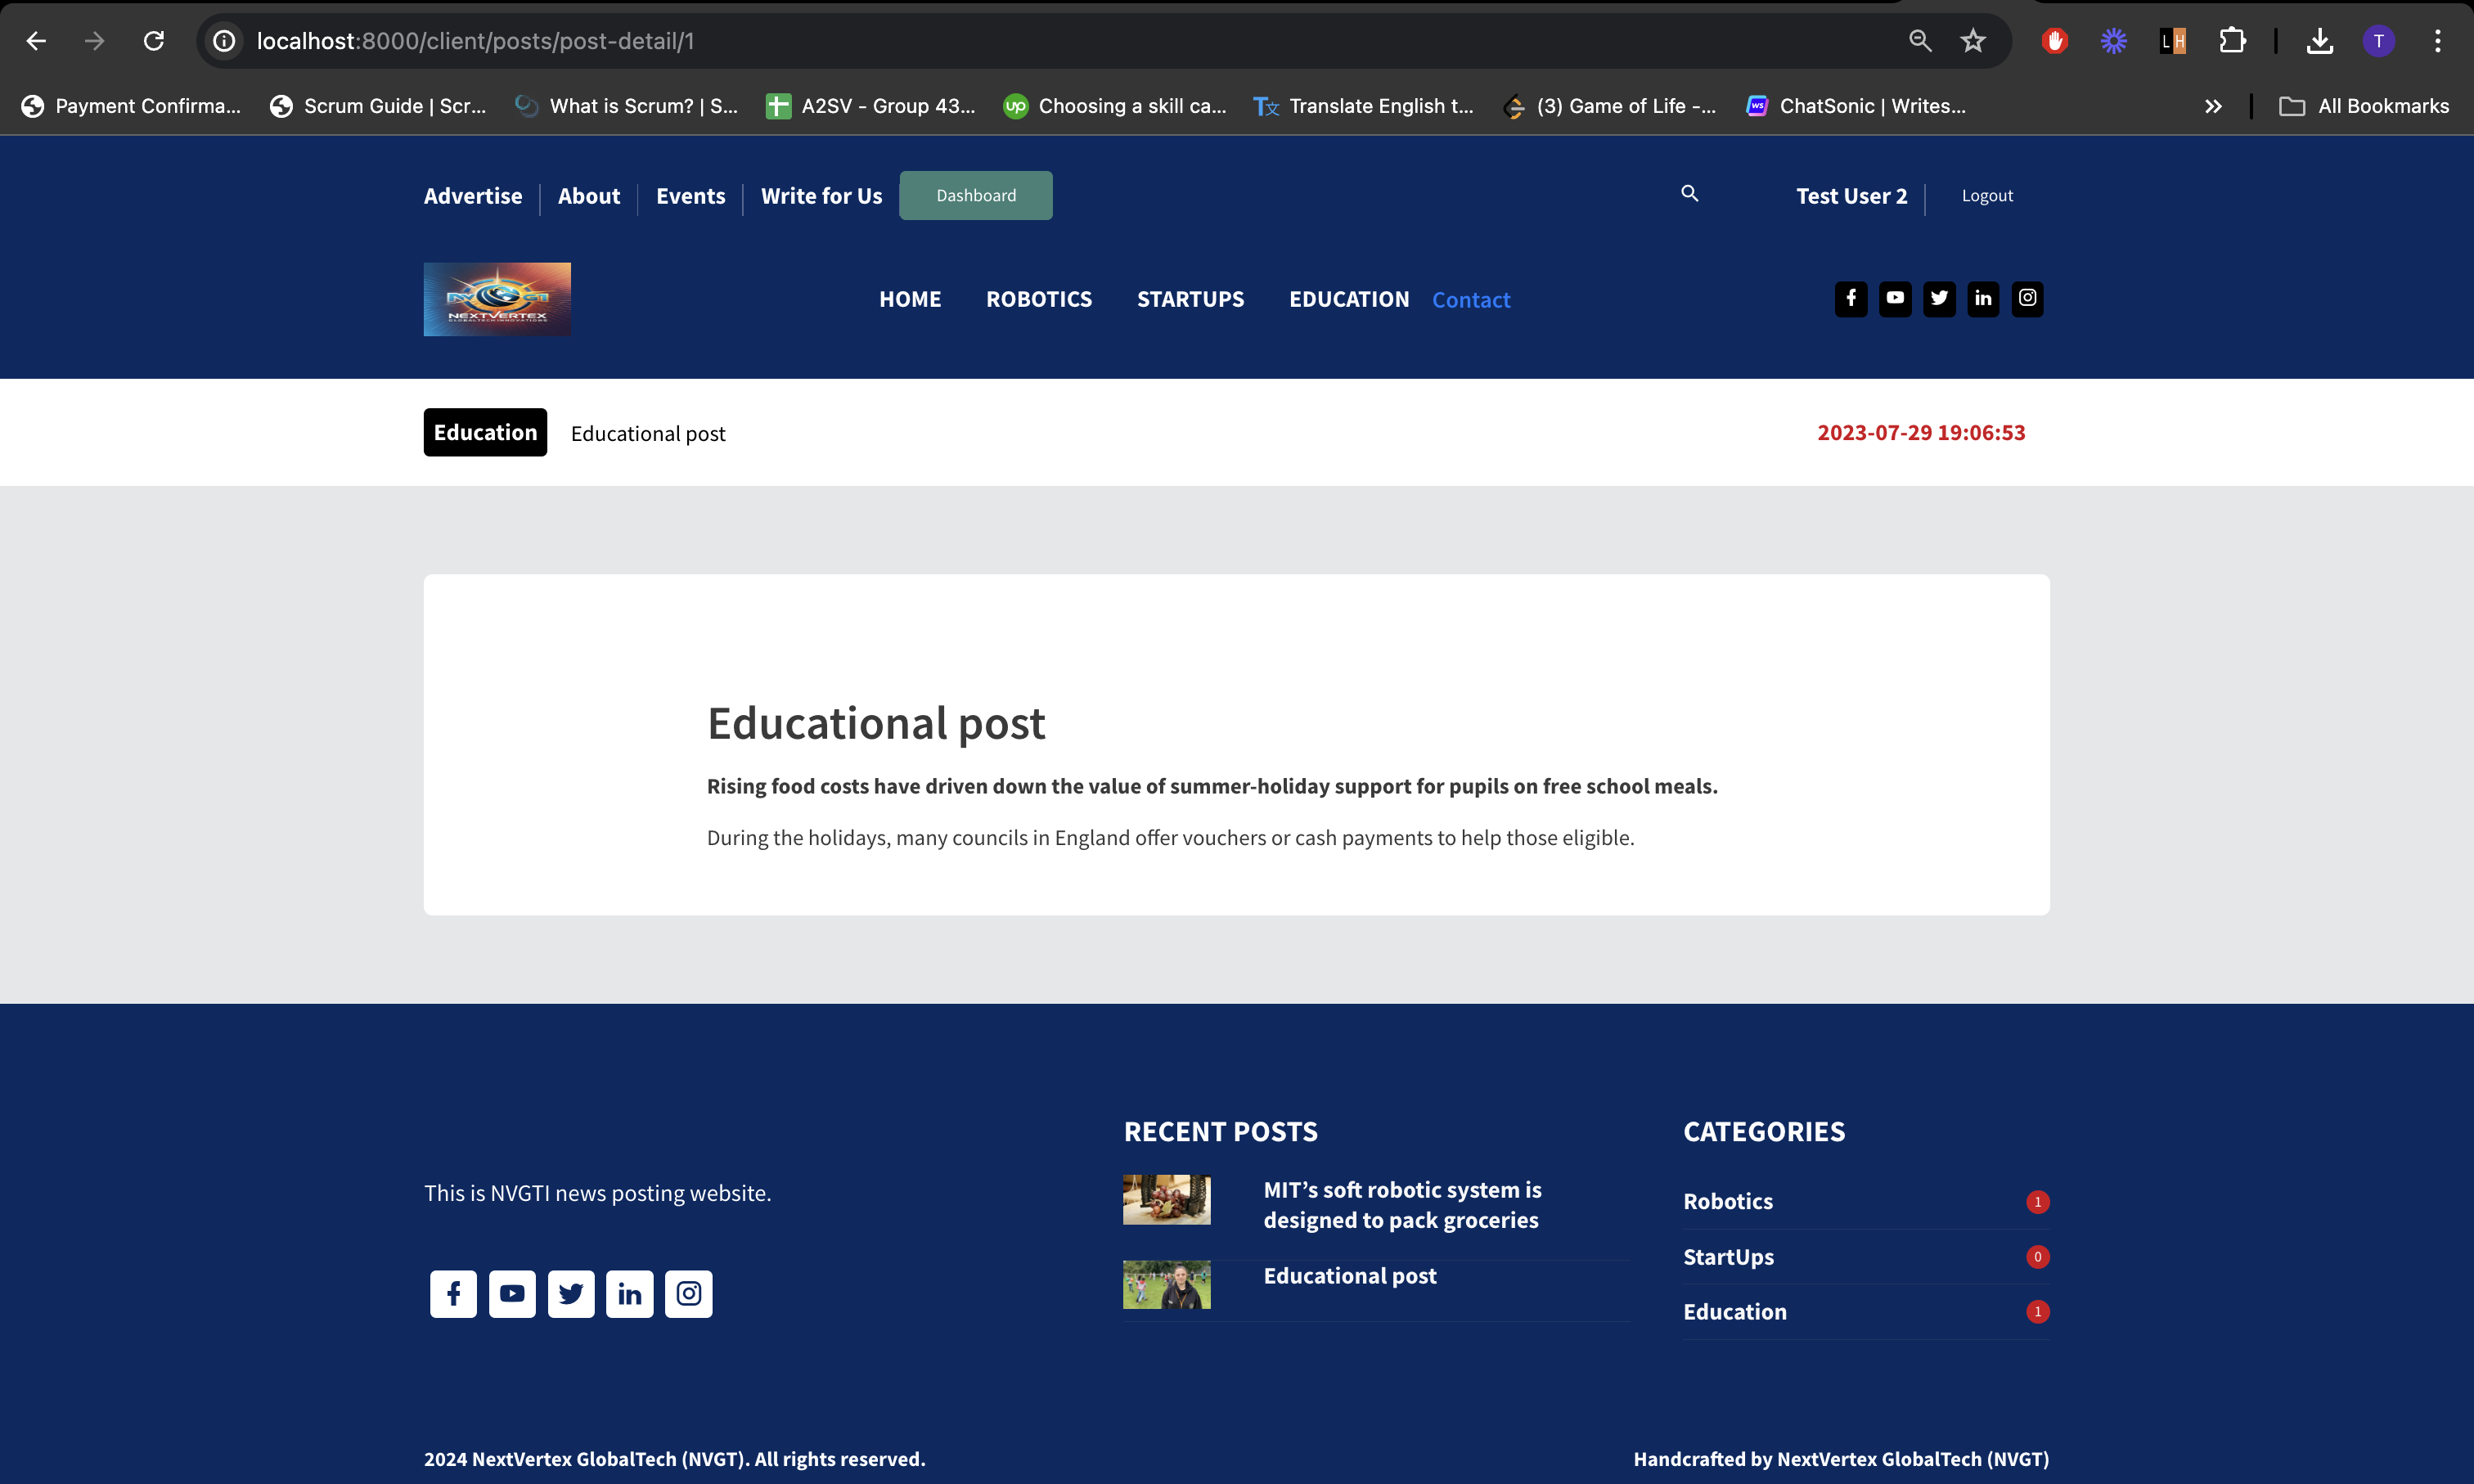 localhost:8000/client/posts/post-detail/1
L H
T
Payment Confirma...
Scrum Guide | Scr...
What is Scrum? | S...
A2SV - Group 43...
up
Choosing a skill ca...
Translate English t...
(3) Game of Life -...
ws
ChatSonic | Writes...
All Bookmarks
Advertise
About
Events
Write for Us
Dashboard
Test User 2
Logout
NEXTVERTEX
GLOBALTECH INNOVATIONS
HOME
ROBOTICS
STARTUPS
EDUCATION
Contact
Education
Educational post
2023-07-29 19:06:53
Educational post
Rising food costs have driven down the value of summer-holiday support for pupils on free school meals.
During the holidays, many councils in England offer vouchers or cash payments to help those eligible.
This is NVGTI news posting website.
RECENT POSTS
MIT’s soft robotic system is
designed to pack groceries
Educational post
CATEGORIES
Robotics
1
StartUps
0
Education
1
2024 NextVertex GlobalTech (NVGT). All rights reserved.
Handcrafted by NextVertex GlobalTech (NVGT)